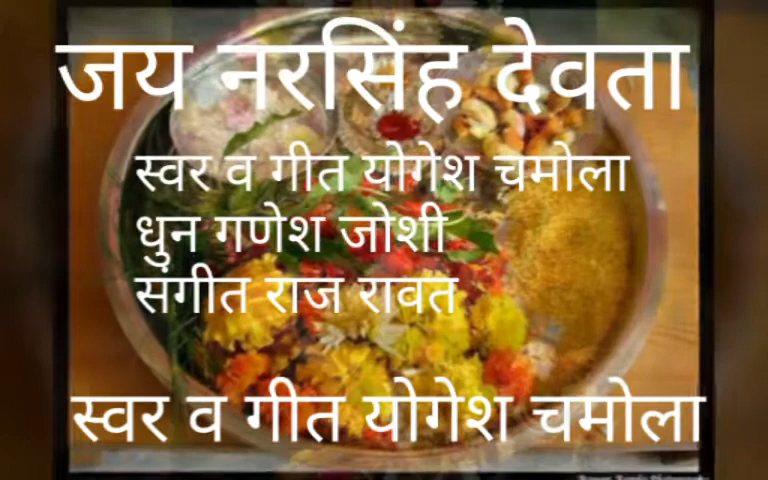 जय नरसिंह देवता
स्वर व गीत योगेश चमोला
धुन गणेश जोशी
संगीत राज रावत
स्वर व गीत योगेश चमोला